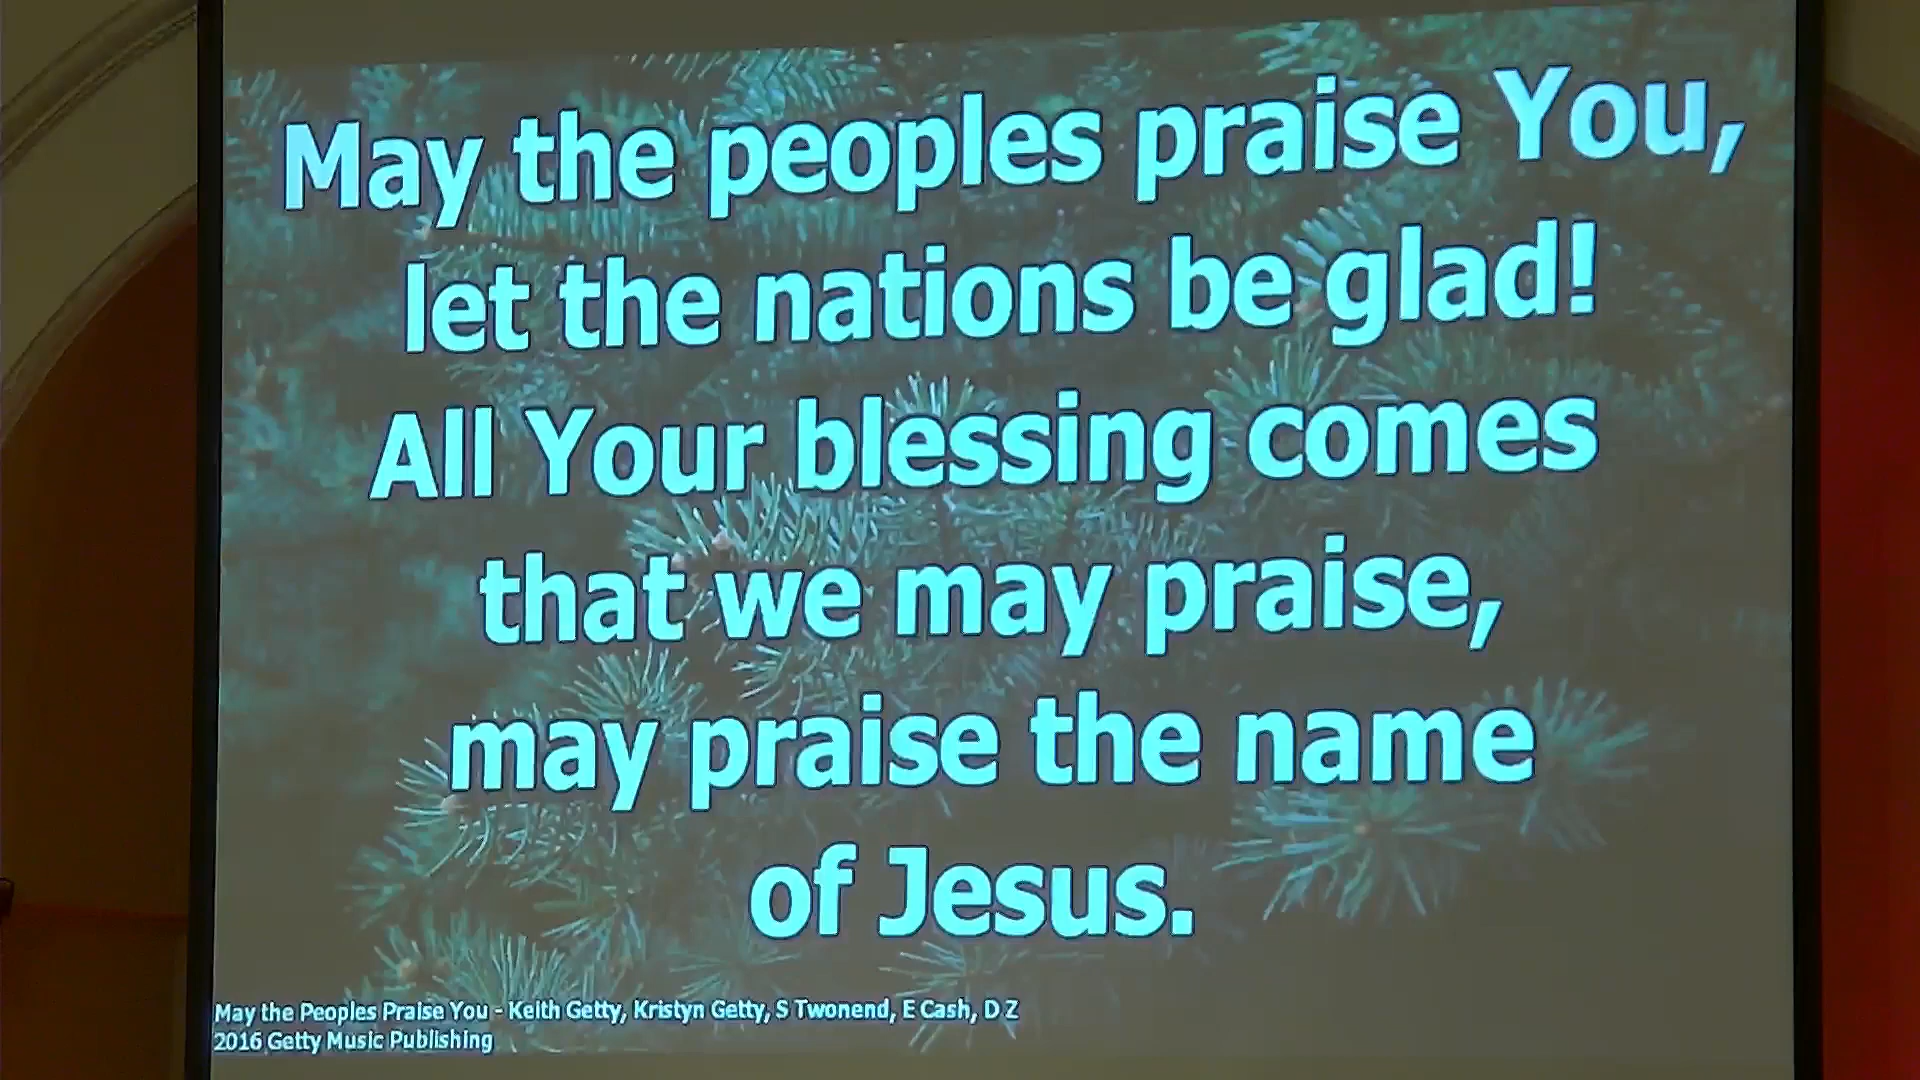 May the peoples praise You,
let the nations be glad!
All Your blessing comes
that we may praise,
may praise the name
of Jesus.
May the Peoples Praise You - Keith Getty, Kristyn Getty, S Twonend, E Cash, D Z
2016 Getty Music Publishing